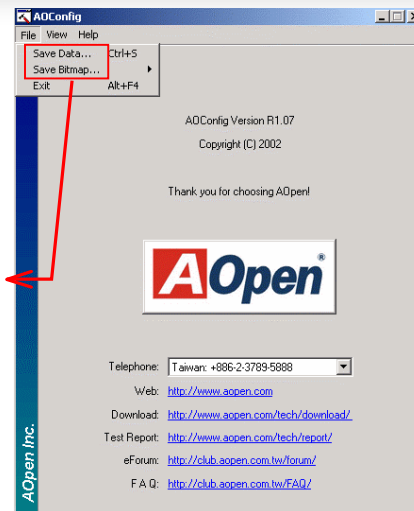 AOConfig
File View Help
Save Data... Ctrl+S
Save Bitmap...
Exit Alt+F4
AOConfig Version R1.07
Copyright (C) 2002
Thank you for choosing AOpen!
AOpen®
Telephone: Taiwan: +886-2-3789-5888
Web: http://www.aopen.com
Download: http://www.aopen.com/tech/download/
Test Report: http://www.aopen.com/tech/report/
eForum: http://club.aopen.com.tw/forum/
F A Q: http://club.aopen.com.tw/FAQ/
AOpen Inc.